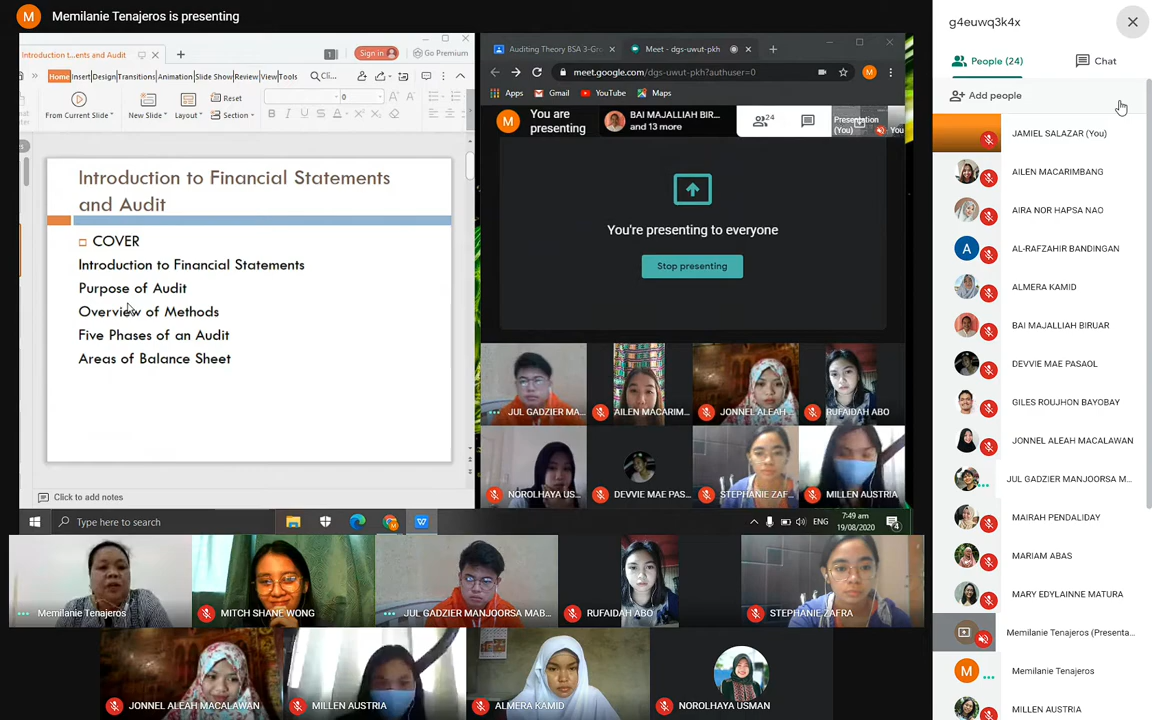 M Memilanie Tenajeros is presenting
Introduction t...ents and Audit
1
Sign in
Go Premium
Home Insert Design Transitions Animation Slide Show Review View Tools
Search...
From Current Slide
New Slide
Layout
Reset
Section
0
B I U S A X² X₂
Introduction to Financial Statements
and Audit
COVER
Introduction to Financial Statements
Purpose of Audit
Overview of Methods
Five Phases of an Audit
Areas of Balance Sheet
Click to add notes
Type here to search
Auditing Theory BSA 3-Gro
Meet - dgs-uwut-pkh
meet.google.com/dgs-uwut-pkh?authuser=0
M
Apps Gmail YouTube Maps
M
You are
presenting
BAI MAJALLIAH BIR...
and 13 more
24
Presentation
(You)
You
You're presenting to everyone
Stop presenting
JUL GADZIER MA...
AILEN MACARIM...
JONNEL ALEAH ...
RUFAIDAH ABO
NOROLHAYA US...
DEVVIE MAE PAS...
STEPHANIE ZAF...
MILLEN AUSTRIA
ENG
7:49 am
19/08/2020
4
Memilanie Tenajeros
MITCH SHANE WONG
JUL GADZIER MANJOORSA MAB...
RUFAIDAH ABO
STEPHANIE ZAFRA
JONNEL ALEAH MACALAWAN
MILLEN AUSTRIA
ALMERA KAMID
NOROLHAYA USMAN
g4euwq3k4x
People (24)
Chat
Add people
JAMIEL SALAZAR (You)
AILEN MACARIMBANG
AIRA NOR HAPSA NAO
A
AL-RAFZAHIR BANDINGAN
ALMERA KAMID
BAI MAJALLIAH BIRUAR
DEVVIE MAE PASAOL
GILES ROUJHON BAYOBAY
JONNEL ALEAH MACALAWAN
JUL GADZIER MANJOORSA M...
MAIRAH PENDALIDAY
MARIAM ABAS
MARY EDYLAINNE MATURA
Memilanie Tenajeros (Presenta...
M
Memilanie Tenajeros
MILLEN AUSTRIA